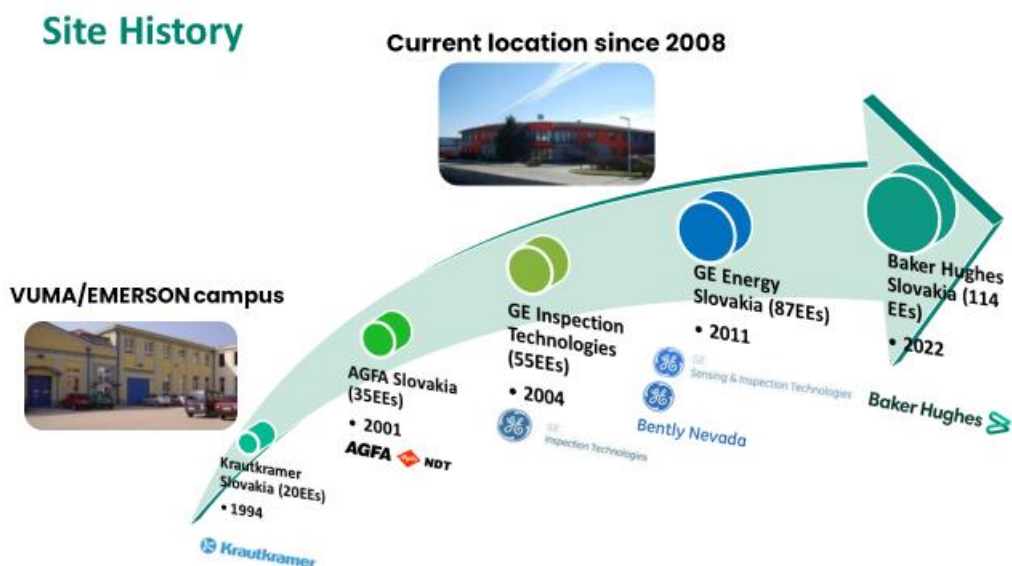 Site History
Current location since 2008
VUMA/EMERSON campus
Krautkramer
Slovakia (20EEs)
• 1994
Krautkramer
AGFA Slovakia
(35EEs)
• 2001
AGFA NDT
GE Inspection
Technologies
(55EEs)
• 2004
GE
Inspection Technologies
GE Energy
Slovakia (87EEs)
• 2011
GE
Sensing & Inspection Technologies
Bently Nevada
Baker Hughes
Slovakia (114
EEs)
• 2022
Baker Hughes